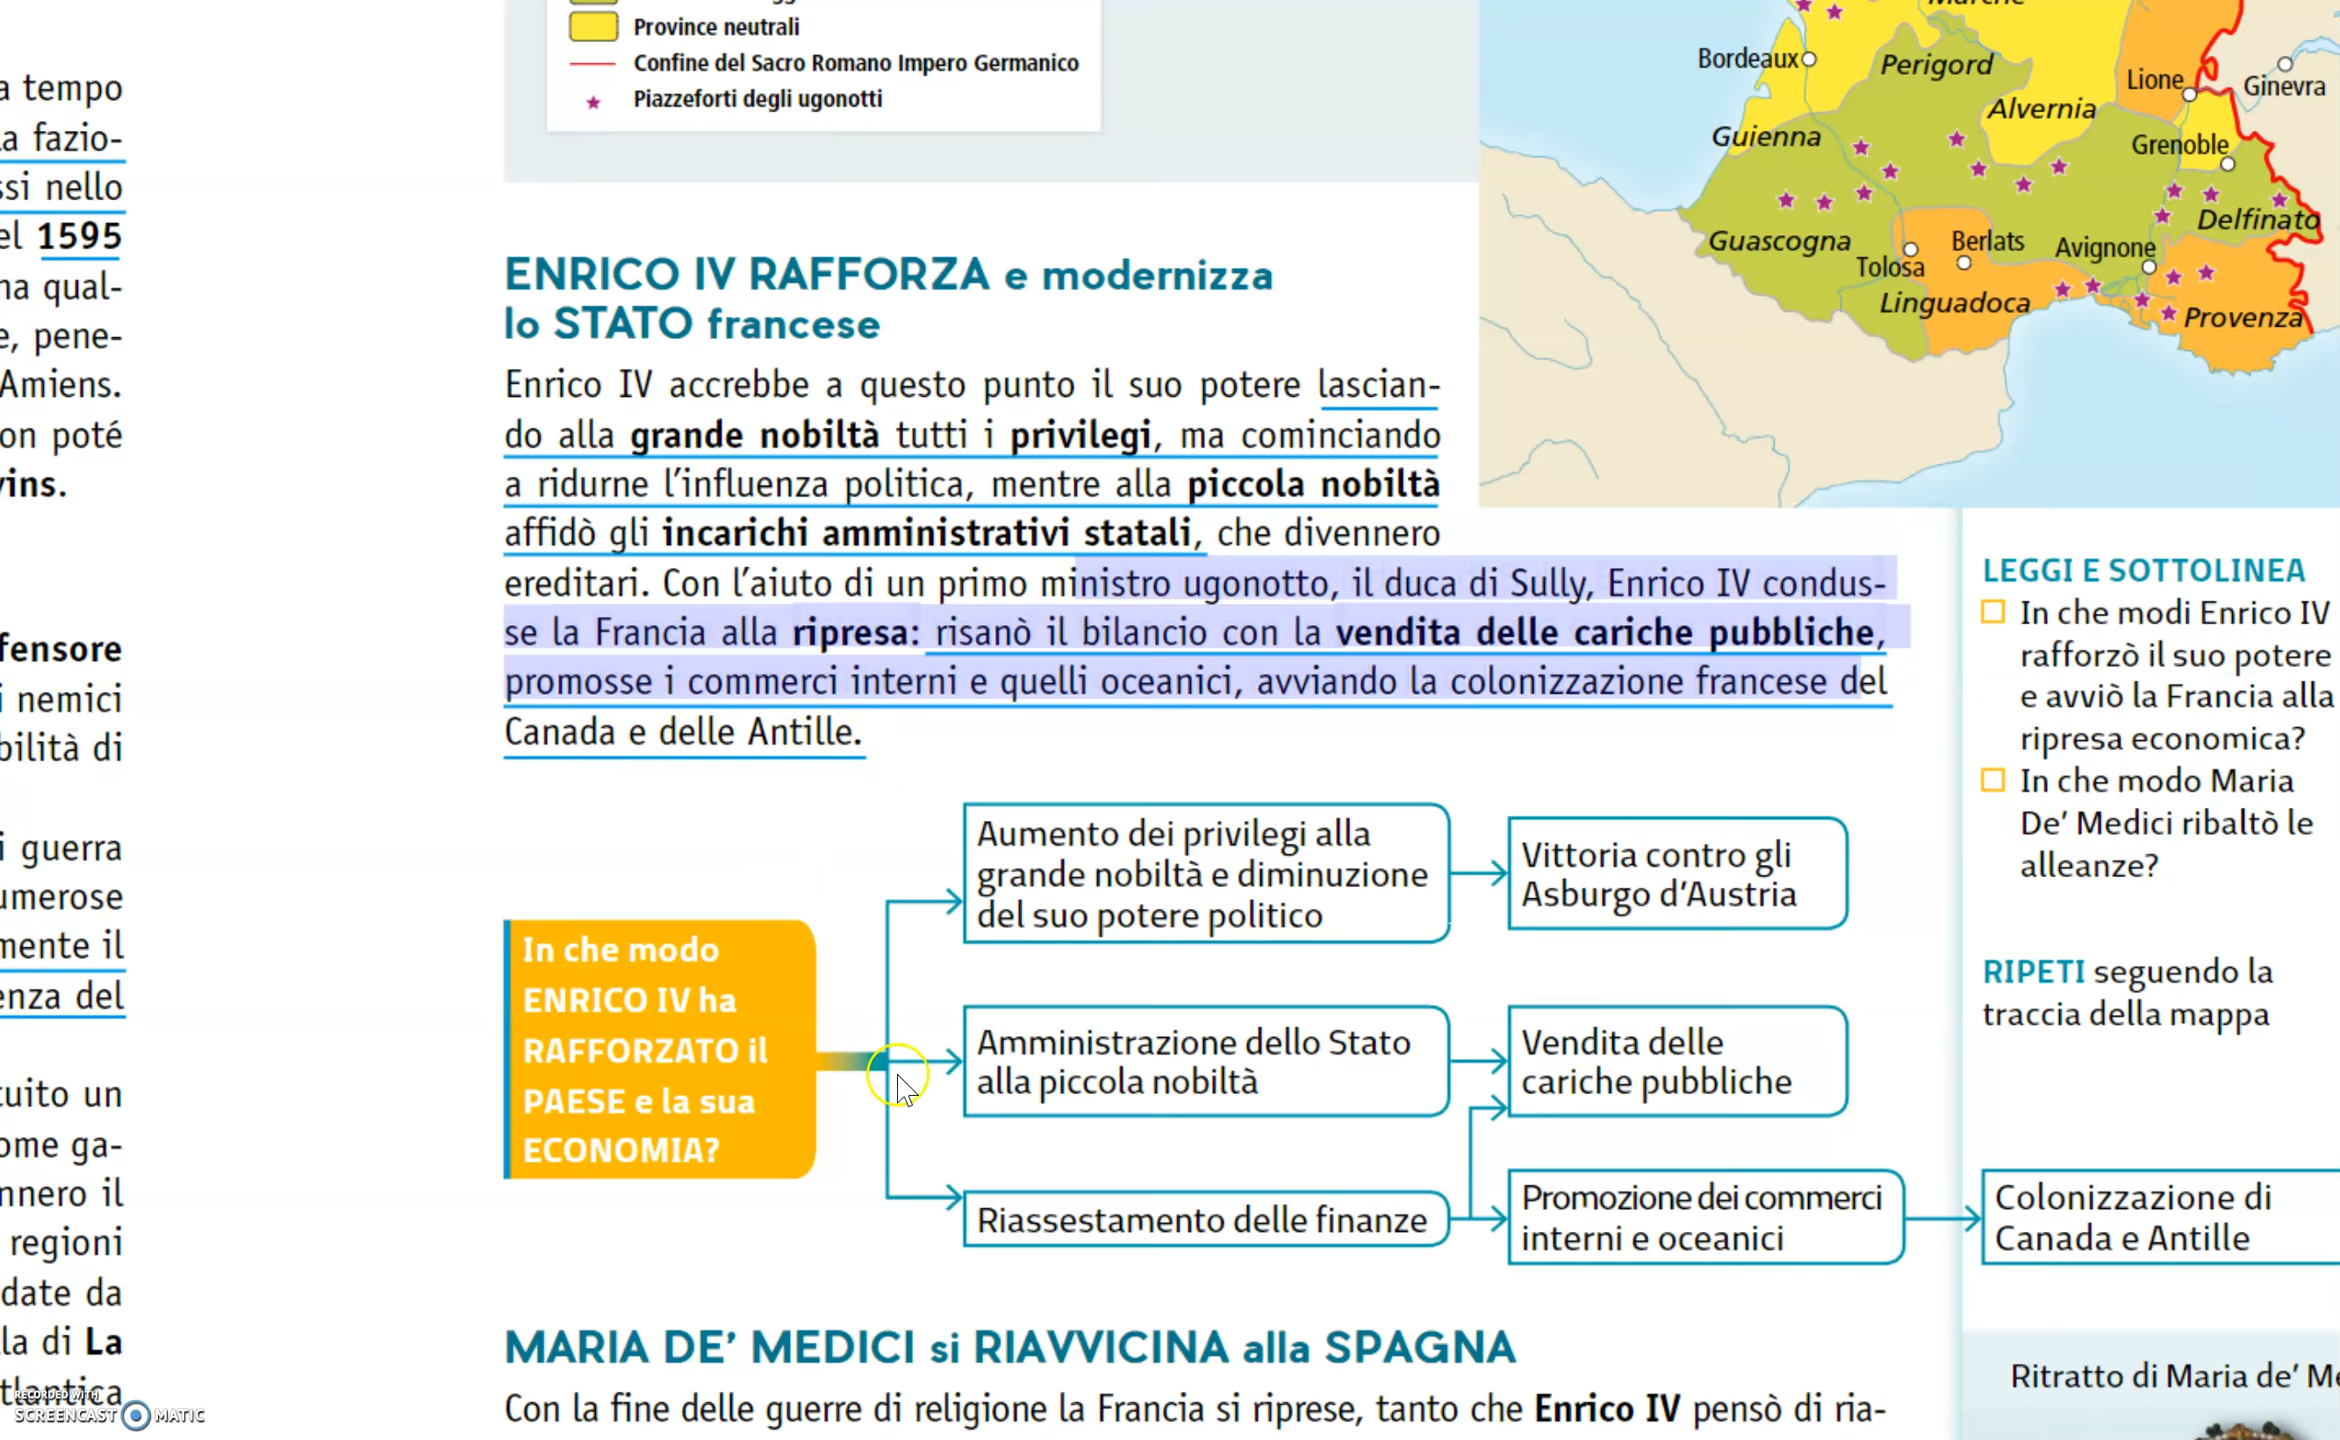 Province neutrali
Confine del Sacro Romano Impero Germanico
Piazzeforti degli ugonotti
Bordeaux
Perigord
Lione
Ginevra
Alvernia
Guienna
Grenoble
Delfinato
Guascogna
Berlats
Avignone
Tolosa
Linguadoca
Provenza
a tempo
a fazio-
ssi nello
el 1595
na qual-
e, pene-
Amiens.
on poté
vins.
fensore
i nemici
bilità di
i guerra
umerose
mente il
enza del
tuito un
ome ga-
nnero il
regioni
date da
lla di La
tlantica
ENRICO IV RAFFORZA e modernizza
lo STATO francese
Enrico IV accrebbe a questo punto il suo potere lascian-
do alla grande nobiltà tutti i privilegi, ma cominciando
a ridurne l'influenza politica, mentre alla piccola nobiltà
affidò gli incarichi amministrativi statali, che divennero
ereditari. Con l'aiuto di un primo ministro ugonotto, il duca di Sully, Enrico IV condus-
se la Francia alla ripresa: risanò il bilancio con la vendita delle cariche pubbliche,
promosse i commerci interni e quelli oceanici, avviando la colonizzazione francese del
Canada e delle Antille.
In che modo
ENRICO IV ha
RAFFORZATO il
PAESE e la sua
ECONOMIA?
Aumento dei privilegi alla
grande nobiltà e diminuzione
del suo potere politico
Vittoria contro gli
Asburgo d'Austria
Amministrazione dello Stato
alla piccola nobiltà
Vendita delle
cariche pubbliche
Riassestamento delle finanze
Promozione dei commerci
interni e oceanici
Colonizzazione di
Canada e Antille
LEGGI E SOTTOLINEA
In che modi Enrico IV
rafforzò il suo potere
e avviò la Francia alla
ripresa economica?
In che modo Maria
De' Medici ribaltò le
alleanze?
RIPETI seguendo la
traccia della mappa
MARIA DE' MEDICI si RIAVVICINA alla SPAGNA
Con la fine delle guerre di religione la Francia si riprese, tanto che Enrico IV pensò di ria-
Ritratto di Maria de' Me
RECORDED WITH
SCREENCAST MATIC